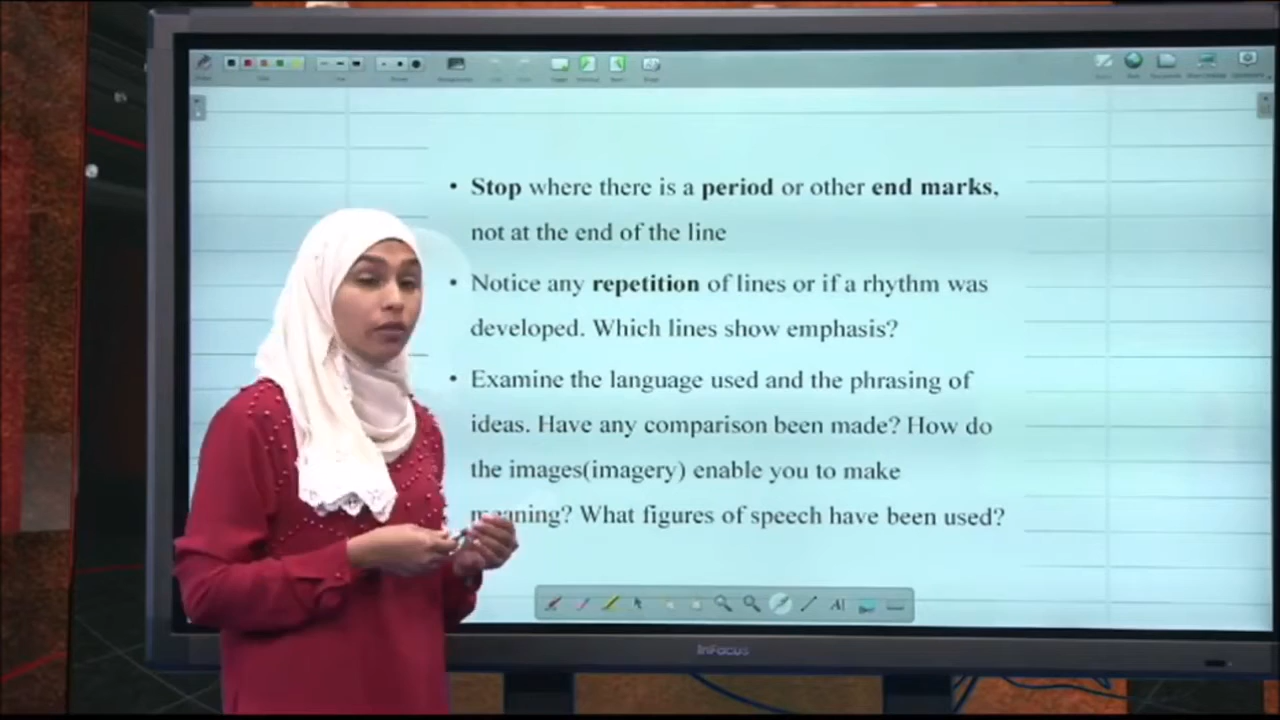 • Stop where there is a period or other end marks,
not at the end of the line
• Notice any repetition of lines or if a rhythm was
developed. Which lines show emphasis?
• Examine the language used and the phrasing of
ideas. Have any comparison been made? How do
the images(imagery) enable you to make
meaning? What figures of speech have been used?
A|
InFocus